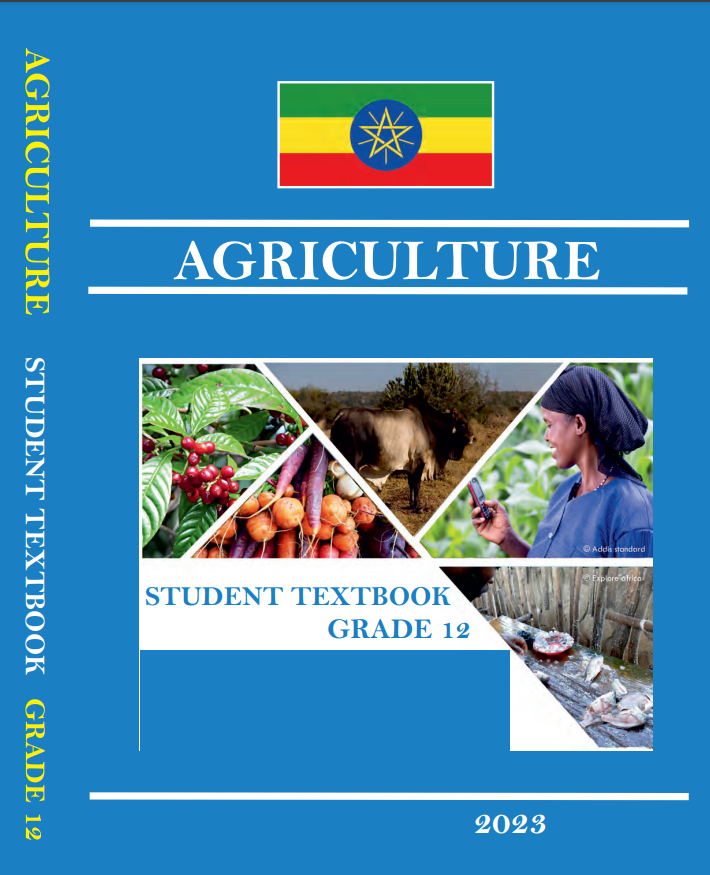 AGRICULTURE STUDENT TEXTBOOK GRADE 12
AGRICULTURE
© Addis standard
© Explore africa
STUDENT TEXTBOOK
GRADE 12
2023